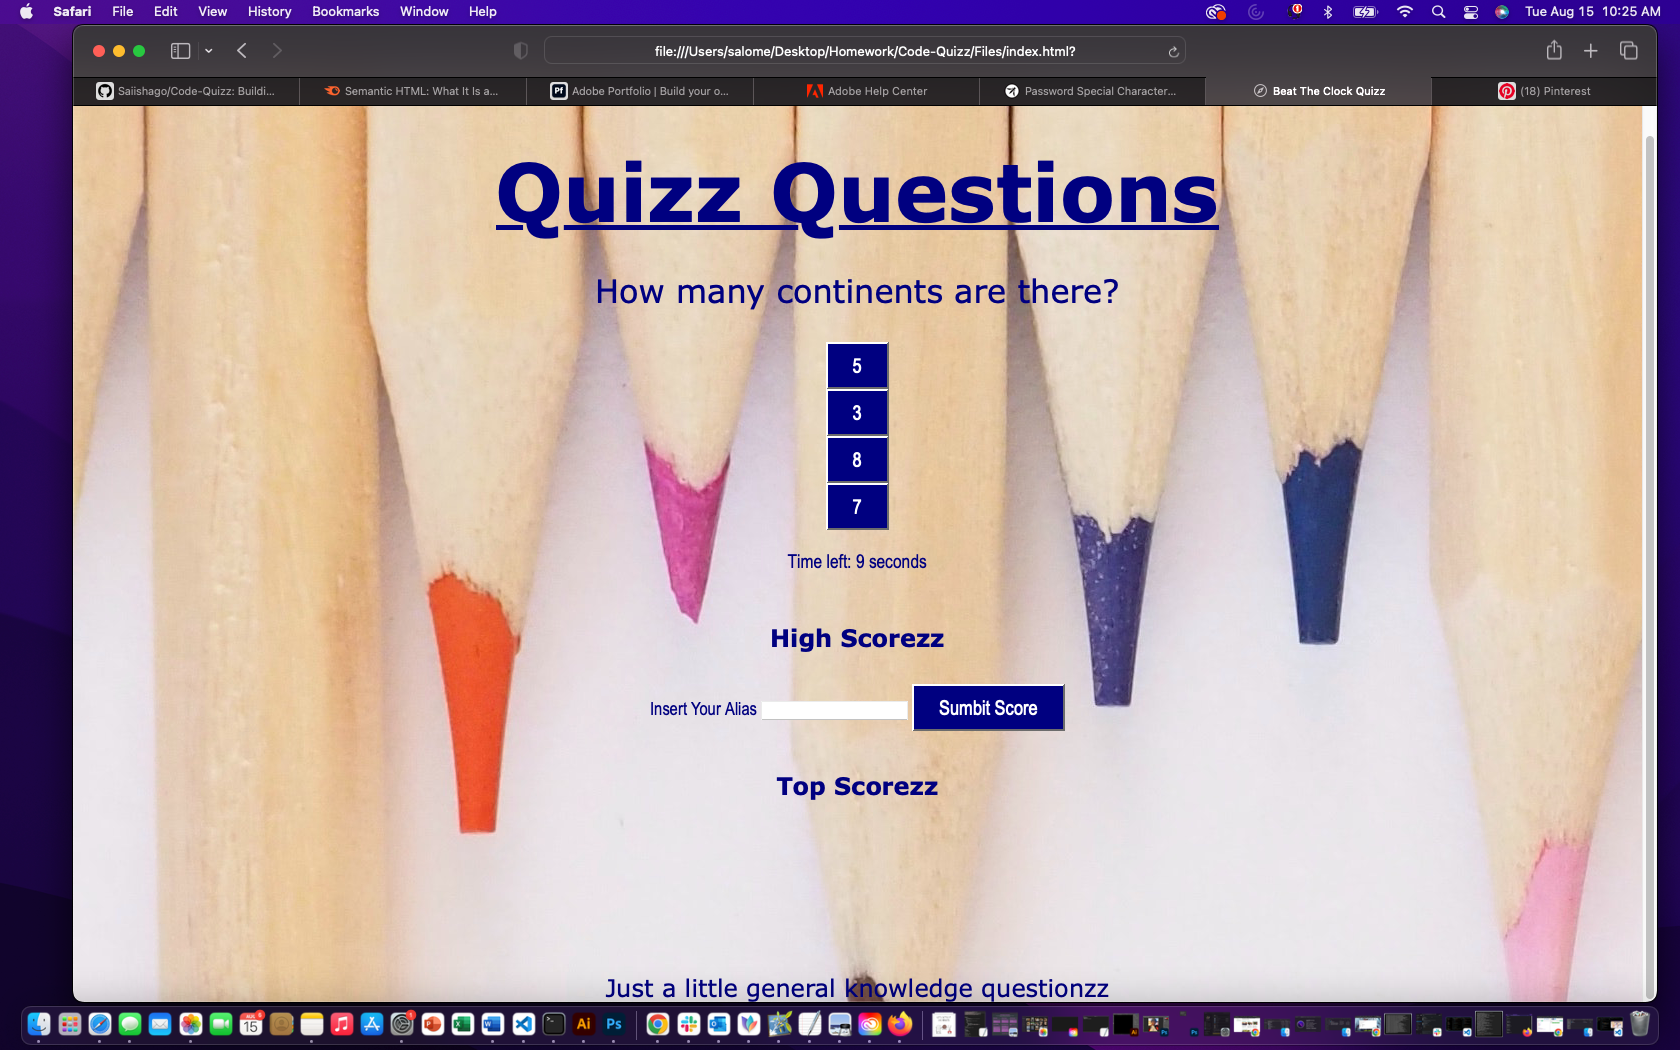 Safari File Edit View History Bookmarks Window Help Tue Aug 15 10:25 AM
file:///Users/salome/Desktop/Homework/Code-Quizz/Files/index.html?
Saiishago/Code-Quizz: Buildi... Semantic HTML: What It Is a... Pf Adobe Portfolio | Build your o... Adobe Help Center Password Special Character... Beat The Clock Quizz (18) Pinterest
Quizz Questions
How many continents are there?
5
3
8
7
Time left: 9 seconds
High Scorezz
Insert Your Alias Sumbit Score
Top Scorezz
Just a little general knowledge questionzz
15 Ai Ps